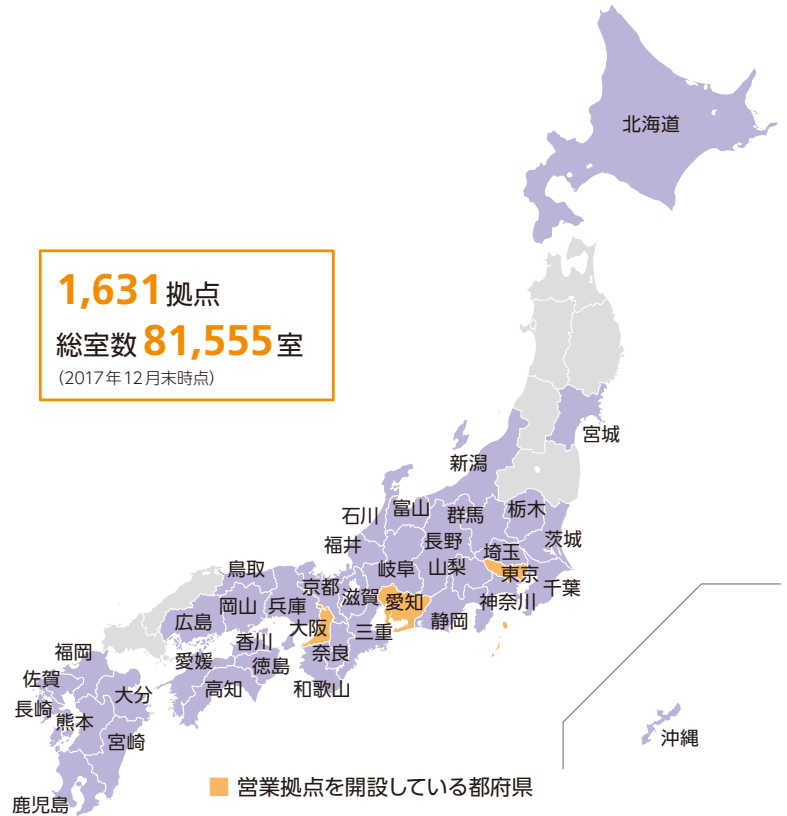 北海道
1,631拠点
総室数 81,555室
(2017年12月末時点)
宮城
新潟
石川
富山
群馬
栃木
福井
長野
茨城
埼玉
鳥取
岐阜
山梨
東京
京都
千葉
岡山
兵庫
滋賀
愛知
神奈川
広島
大阪
三重
静岡
香川
奈良
福岡
愛媛
徳島
佐賀
大分
高知
和歌山
長崎
熊本
宮崎
沖縄
営業拠点を開設している都府県
鹿児島